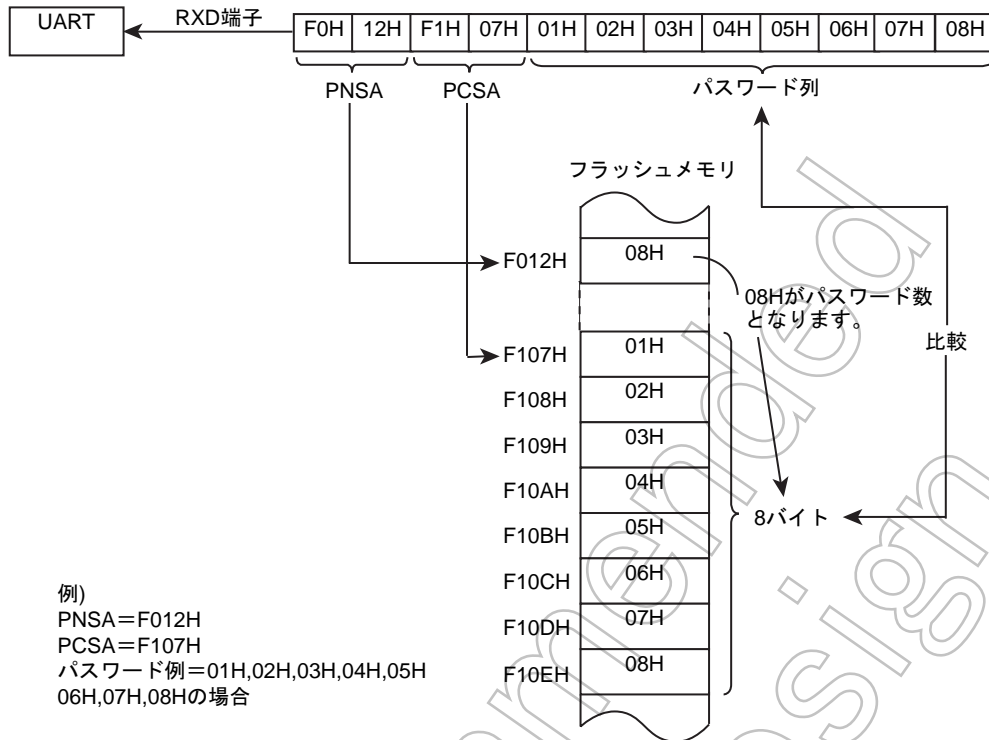 UART
RXD端子
F0H 12H F1H 07H 01H 02H 03H 04H 05H 06H 07H 08H
PNSA PCSA パスワード列
フラッシュメモリ
F012H 08H
08Hがパスワード数
となります。
比較
F107H 01H
F108H 02H
F109H 03H
F10AH 04H
F10BH 05H
8バイト
F10CH 06H
F10DH 07H
F10EH 08H
例)
PNSA=F012H
PCSA=F107H
パスワード例=01H,02H,03H,04H,05H
06H,07H,08Hの場合